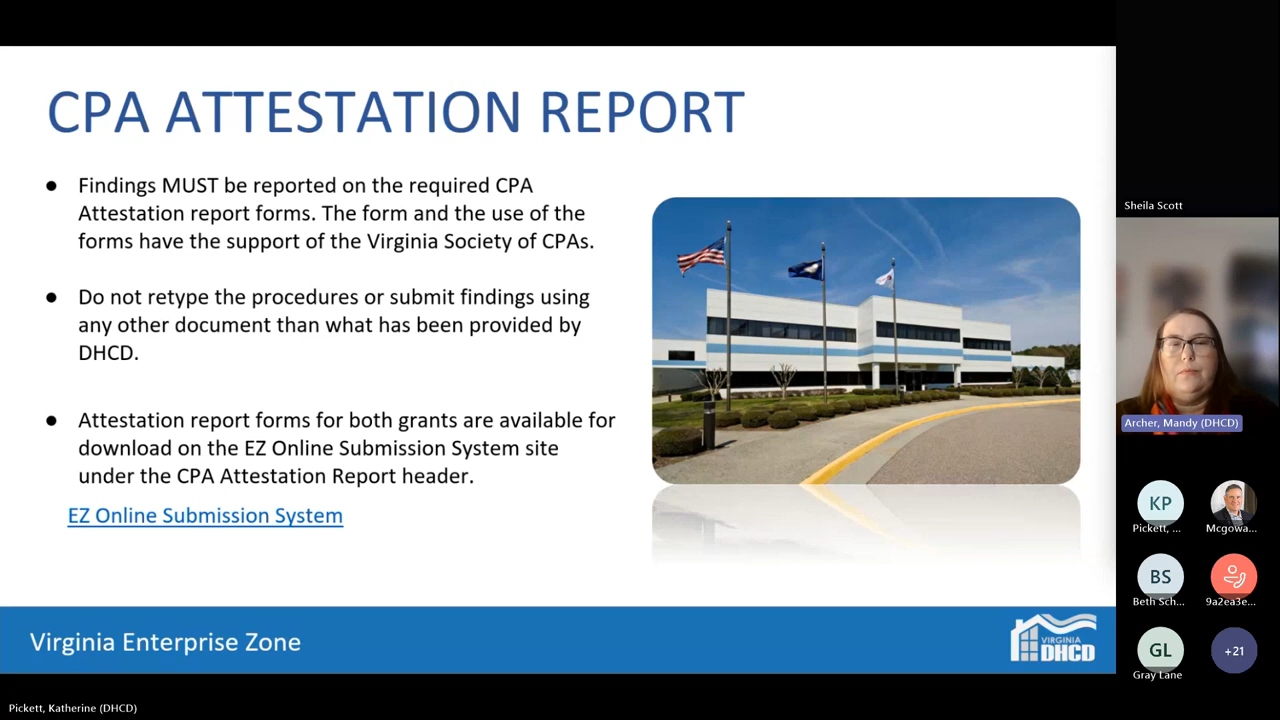 CPA ATTESTATION REPORT
● Findings MUST be reported on the required CPA
Attestation report forms. The form and the use of the
forms have the support of the Virginia Society of CPAs.
● Do not retype the procedures or submit findings using
any other document than what has been provided by
DHCD.
● Attestation report forms for both grants are available for
download on the EZ Online Submission System site
under the CPA Attestation Report header.
EZ Online Submission System
Virginia Enterprise Zone
VIRGINIA
DHCD
Sheila Scott
Archer, Mandy (DHCD)
KP
Pickett, ...
Mcgowa...
BS
Beth Sch...
9a2ea3e...
GL
Gray Lane
+21
Pickett, Katherine (DHCD)